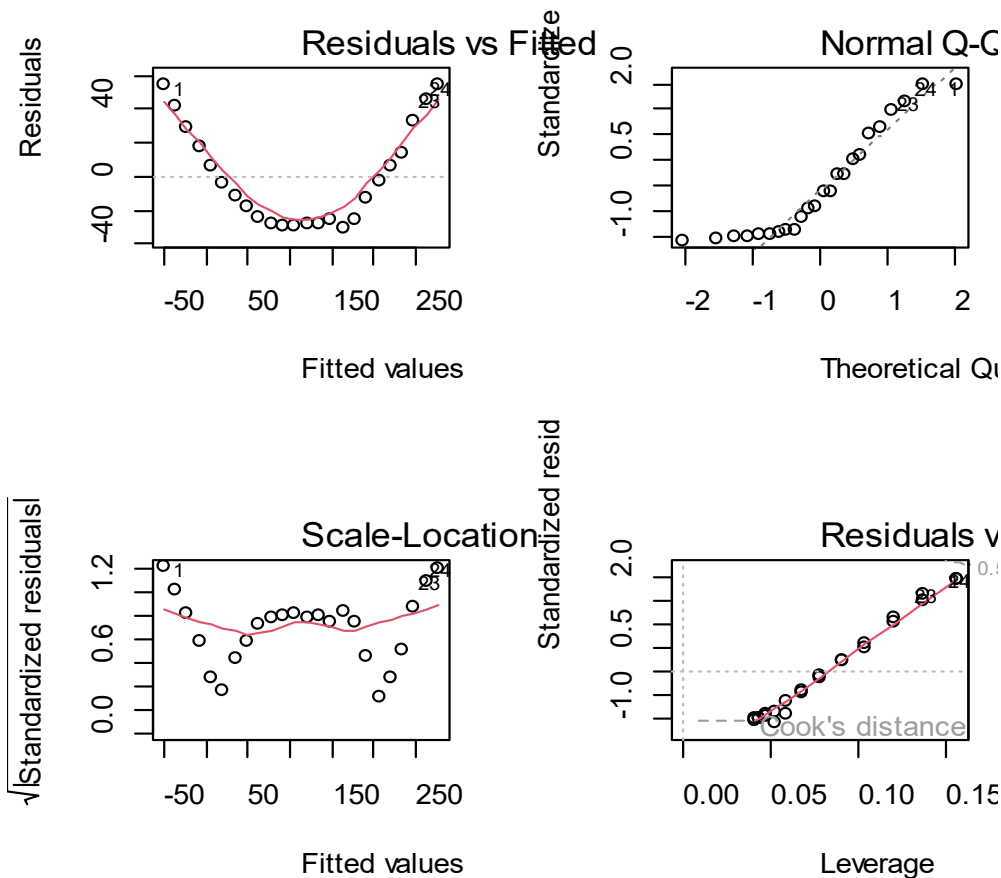 Residuals vs Fitted
Residuals
40
0
-40
1
24
23
-50 50 150 250
Fitted values
Normal Q-Q
Standardize
2.0
0.5
-1.0
24
23
1
-2 -1 0 1 2
Theoretical Qu
Scale-Location
√|Standardized residuals|
1.2
0.6
0.0
1
24
23
-50 50 150 250
Fitted values
Residuals v
Standardized resid
2.0
0.5
-1.0
0.5
24
23
Cook's distance
0.00 0.05 0.10 0.15
Leverage